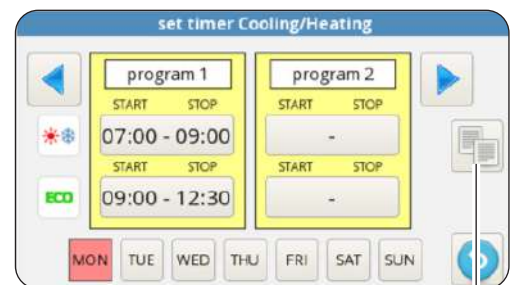 set timer Cooling/Heating
program 1 program 2
START STOP START STOP
07:00 - 09:00 -
START STOP START STOP
ECO 09:00 - 12:30 -
MON TUE WED THU FRI SAT SUN